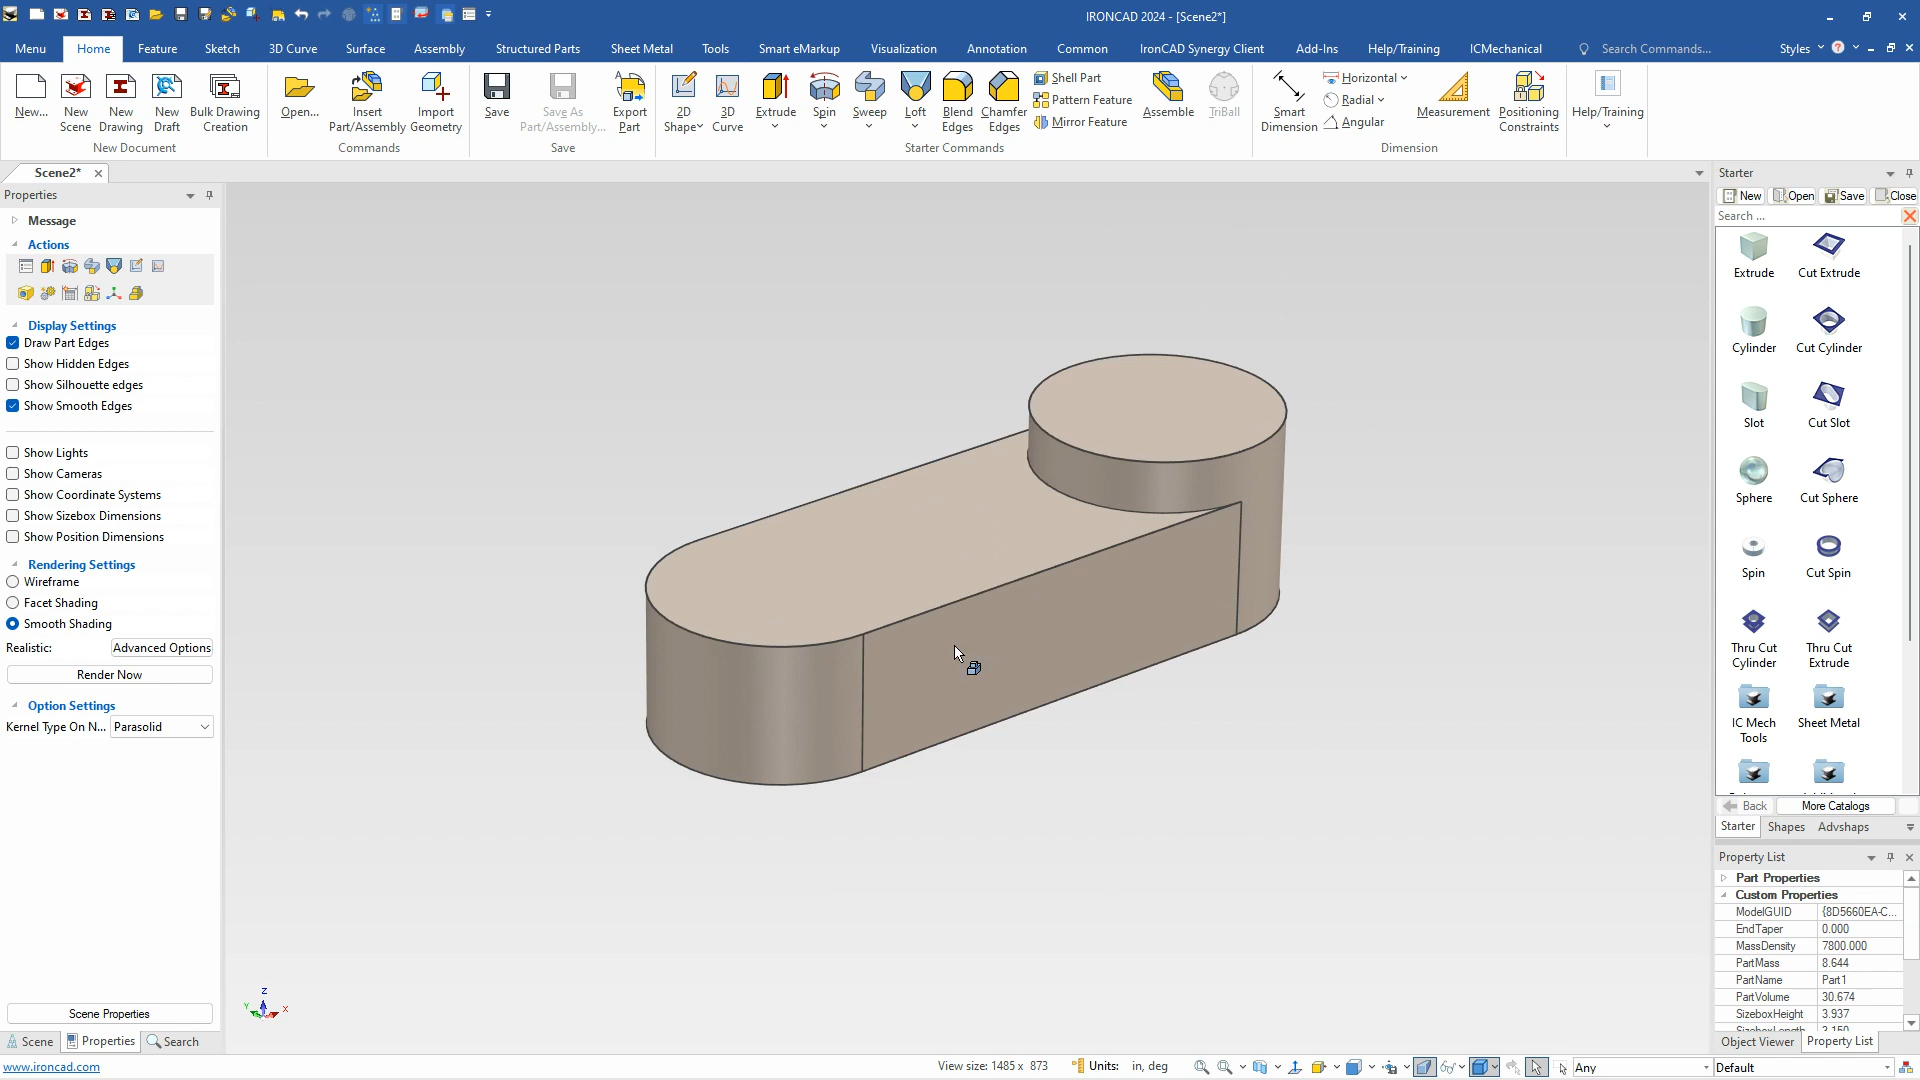 IRONCAD 2024 - [Scene2*]
Menu Home Feature Sketch 3D Curve Surface Assembly Structured Parts Sheet Metal Tools Smart eMarkup Visualization Annotation Common IronCAD Synergy Client Add-Ins Help/Training ICMechanical Search Commands... Styles
New... New Scene New Drawing New Draft Bulk Drawing Creation
New Document
Open... Insert Part/Assembly Import Geometry
Commands
Save Save As Part/Assembly... Export Part
Save
2D Shape 3D Curve Extrude Spin Sweep Loft Blend Edges Chamfer Edges
Shell Part
Pattern Feature
Mirror Feature
Assemble TriBall
Starter Commands
Smart Dimension
Horizontal
Radial
Angular
Measurement Positioning Constraints
Dimension
Help/Training
Scene2*
Properties
Message
Actions
Display Settings
Draw Part Edges
Show Hidden Edges
Show Silhouette edges
Show Smooth Edges
Show Lights
Show Cameras
Show Coordinate Systems
Show Sizebox Dimensions
Show Position Dimensions
Rendering Settings
Wireframe
Facet Shading
Smooth Shading
Realistic: Advanced Options
Render Now
Option Settings
Kernel Type On N... Parasolid
Scene Properties
Scene Properties Search
www.ironcad.com
Z
Y
X
Starter
New Open Save Close
Search ...
Extrude Cut Extrude
Cylinder Cut Cylinder
Slot Cut Slot
Sphere Cut Sphere
Spin Cut Spin
Thru Cut Cylinder Thru Cut Extrude
IC Mech Tools Sheet Metal
Back More Catalogs
Starter Shapes Advshaps
Property List
Part Properties
Custom Properties
ModelGUID {8D5660EA-C...
EndTaper 0.000
MassDensity 7800.000
PartMass 8.644
PartName Part1
PartVolume 30.674
SizeboxHeight 3.937
SizeboxLength 3.150
Object Viewer Property List
View size: 1485 x 873 Units: in, deg Any Default